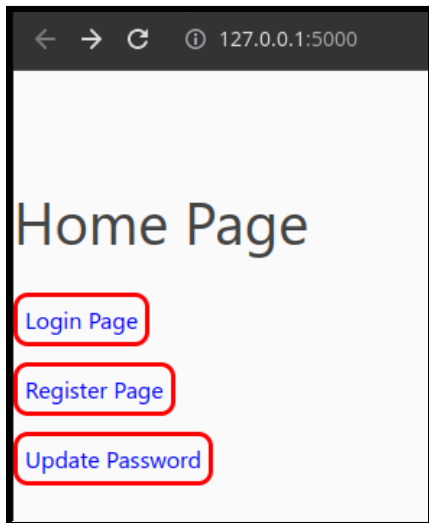 127.0.0.1:5000
Home Page
Login Page
Register Page
Update Password